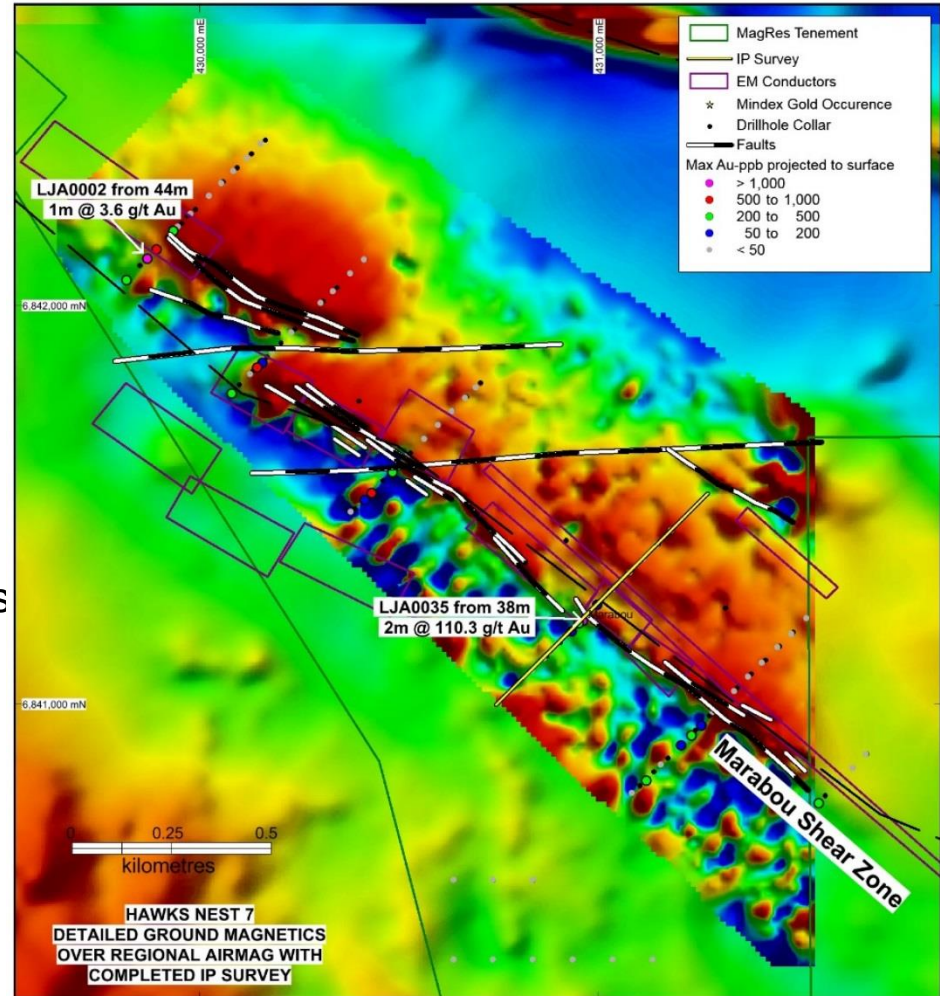 430,000 mE
431,000 mE
MagRes Tenement
IP Survey
EM Conductors
Mindex Gold Occurence
Drillhole Collar
Faults
Max Au-ppb projected to surface
> 1,000
500 to 1,000
200 to 500
50 to 200
< 50
LJA0002 from 44m
1m @ 3.6 g/t Au
6,842,000 mN
s
LJA0035 from 38m
2m @ 110.3 g/t Au
Marabou
6,841,000 mN
Marabou Shear Zone
0 0.25 0.5
kilometres
HAWKS NEST 7
DETAILED GROUND MAGNETICS
OVER REGIONAL AIRMAG WITH
COMPLETED IP SURVEY